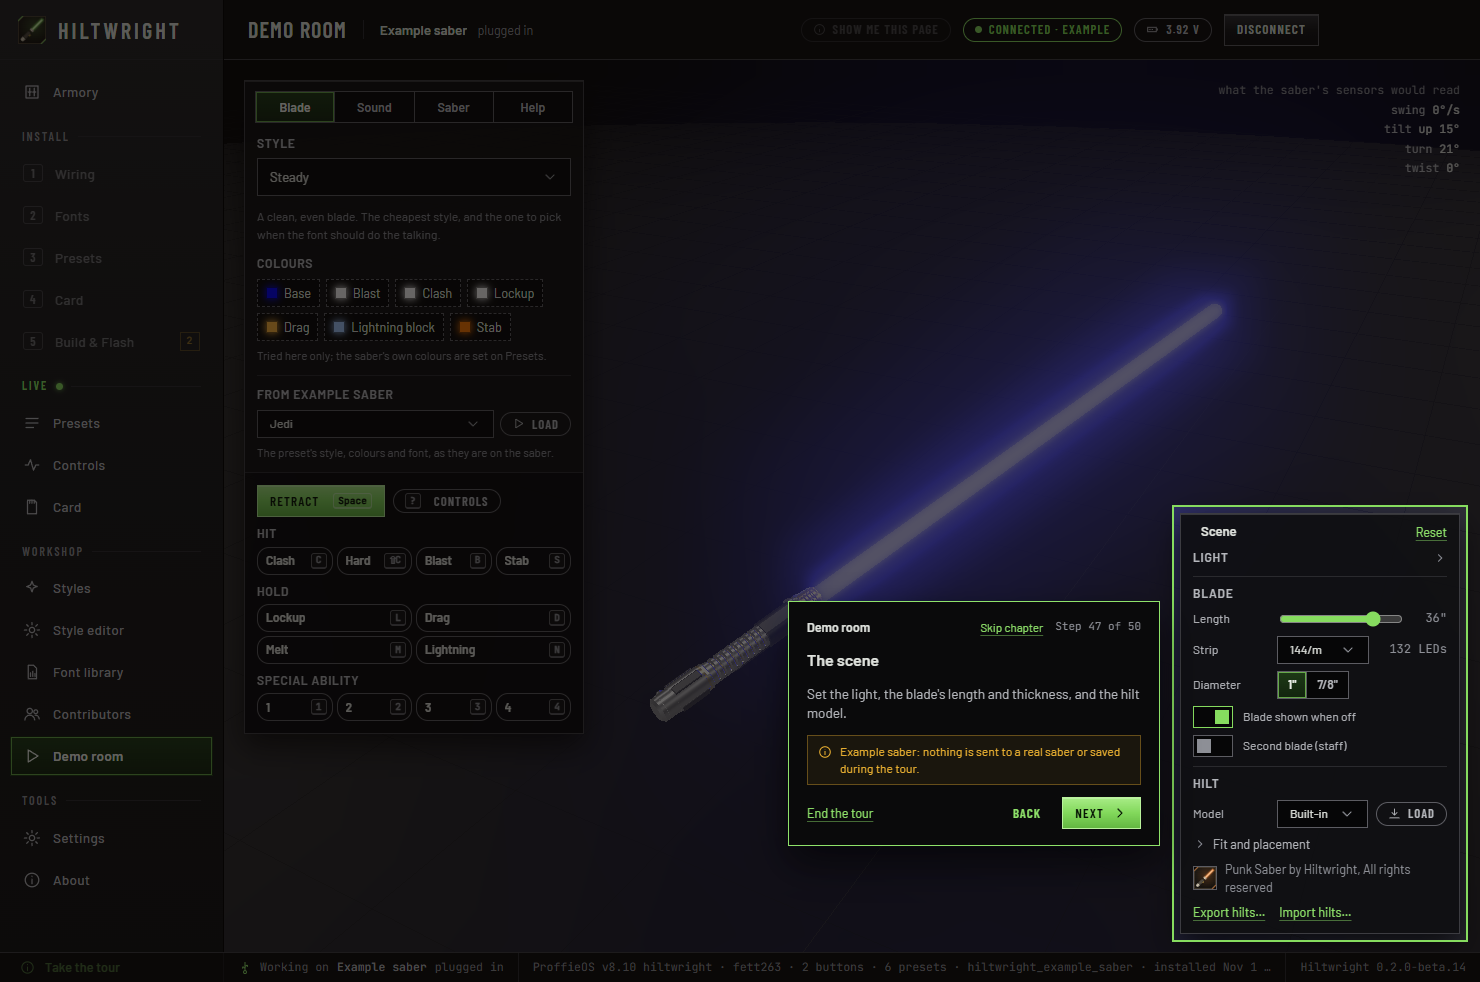 HILTWRIGHT
DEMO ROOM
Example saber plugged in
SHOW ME THIS PAGE
CONNECTED · EXAMPLE
3.92 V
DISCONNECT
Armory
INSTALL
1 Wiring
2 Fonts
3 Presets
4 Card
5 Build & Flash 2
LIVE
Presets
Controls
Card
WORKSHOP
Styles
Style editor
Font library
Contributors
Demo room
TOOLS
Settings
About
Take the tour
Blade Sound Saber Help
STYLE
Steady
A clean, even blade. The cheapest style, and the one to pick
when the font should do the talking.
COLOURS
Base Blast Clash Lockup
Drag Lightning block Stab
Tried here only; the saber's own colours are set on Presets.
FROM EXAMPLE SABER
Jedi LOAD
The preset's style, colours and font, as they are on the saber.
RETRACT Space ? CONTROLS
HIT
Clash C Hard ⇧C Blast B Stab S
HOLD
Lockup L Drag D
Melt M Lightning N
SPECIAL ABILITY
1 1 2 2 3 3 4 4
what the saber's sensors would read
swing 0°/s
tilt up 15°
turn 21°
twist 0°
Demo room Skip chapter Step 47 of 50
The scene
Set the light, the blade's length and thickness, and the hilt
model.
Example saber: nothing is sent to a real saber or saved
during the tour.
End the tour BACK NEXT
Scene Reset
LIGHT
BLADE
Length 36"
Strip 144/m 132 LEDs
Diameter 1" 7/8"
Blade shown when off
Second blade (staff)
HILT
Model Built-in LOAD
Fit and placement
Punk Saber by Hiltwright, All rights
reserved
Export hilts... Import hilts...
Working on Example saber plugged in
ProffieOS v8.10 hiltwright · fett263 · 2 buttons · 6 presets · hiltwright_example_saber · installed Nov 1 …
Hiltwright 0.2.0-beta.14